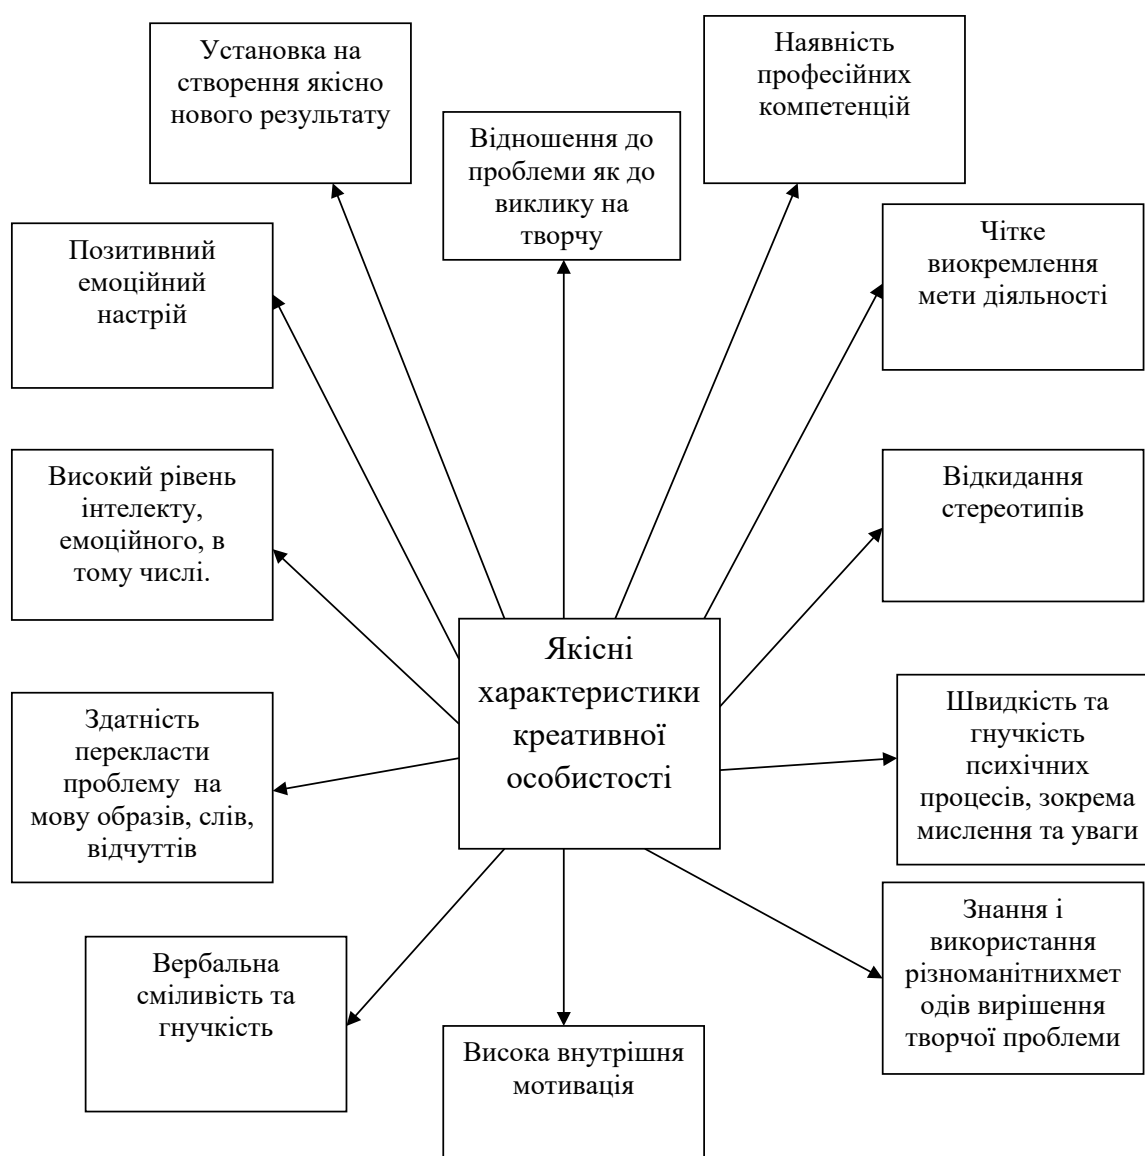 Установка на
створення якісно
нового результату
Наявність
професійних
компетенцій
Відношення до
проблеми як до
виклику на
творчу
Позитивний
емоційний
настрій
Чітке
виокремлення
мети діяльності
Високий рівень
інтелекту,
емоційного, в
тому числі.
Відкидання
стереотипів
Якісні
характеристики
креативної
особистості
Здатність
перекласти
проблему на
мову образів, слів,
відчуттів
Швидкість та
гнучкість
психічних
процесів, зокрема
мислення та уваги
Вербальна
сміливість та
гнучкість
Висока внутрішня
мотивація
Знання і
використання
різноманітнихмет
одів вирішення
творчої проблеми